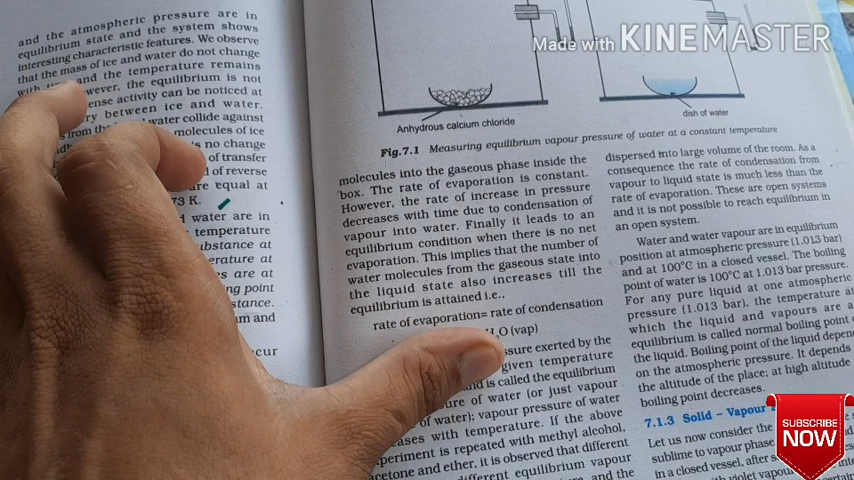 and the atmospheric pressure are in
equilibrium state and the system shows
interesting characteristic features. We observe
that the mass of ice and water do not change
with and the temperature remains
the equilibrium is not
activity can be noticed at
between ice and water.
from the water collide against
molecules of ice
no change
of transfer
of reverse
are equal at
73 K.
water are in
temperature
at
at
are at
point
and
Anhydrous calcium chloride
dish of water
Fig.7.1 Measuring equilibrium vapour pressure of water at a constant temperature
molecules into the gaseous phase inside the
box. The rate of evaporation is constant.
However, the rate of increase in pressure
decreases with time due to condensation of
vapour into water. Finally it leads to an
equilibrium condition when there is no net
evaporation. This implies that the number of
water molecules from the gaseous state into
the liquid state also increases till the
equilibrium is attained i.e.,
rate of evaporation= rate of condensation
H₂O (vap)
exerted by the
given temperature
and is called the equilibrium
of water (or just vapour
of water); vapour pressure of water
with temperature. If the above
experiment is repeated with methyl alcohol,
acetone and ether, it is observed that different
different equilibrium vapour
and the
dispersed into large volume of the room. As a
consequence the rate of condensation from
vapour to liquid state is much less than the
rate of evaporation. These are open systems
and it is not possible to reach equilibrium in
an open system.
Water and water vapour are in equilibrium
position at atmospheric pressure (1.013 bar)
and at 100°C in a closed vessel. The boiling
point of water is 100°C at 1.013 bar pressure.
For any pure liquid at one atmospheric
pressure (1.013 bar), the temperature at
which the liquid and vapours are a
equilibrium is called normal boiling point
the liquid. Boiling point of the liquid depen
on the atmospheric pressure. It depends
the altitude of the place; at high altitude
boiling point decreases.
7.1.3 Solid – Vapour
Let us now consider the
sublime to vapour phase
in a closed vessel, after
with violet vapour
Made with KINEMASTER
SUBSCRIBE
NOW